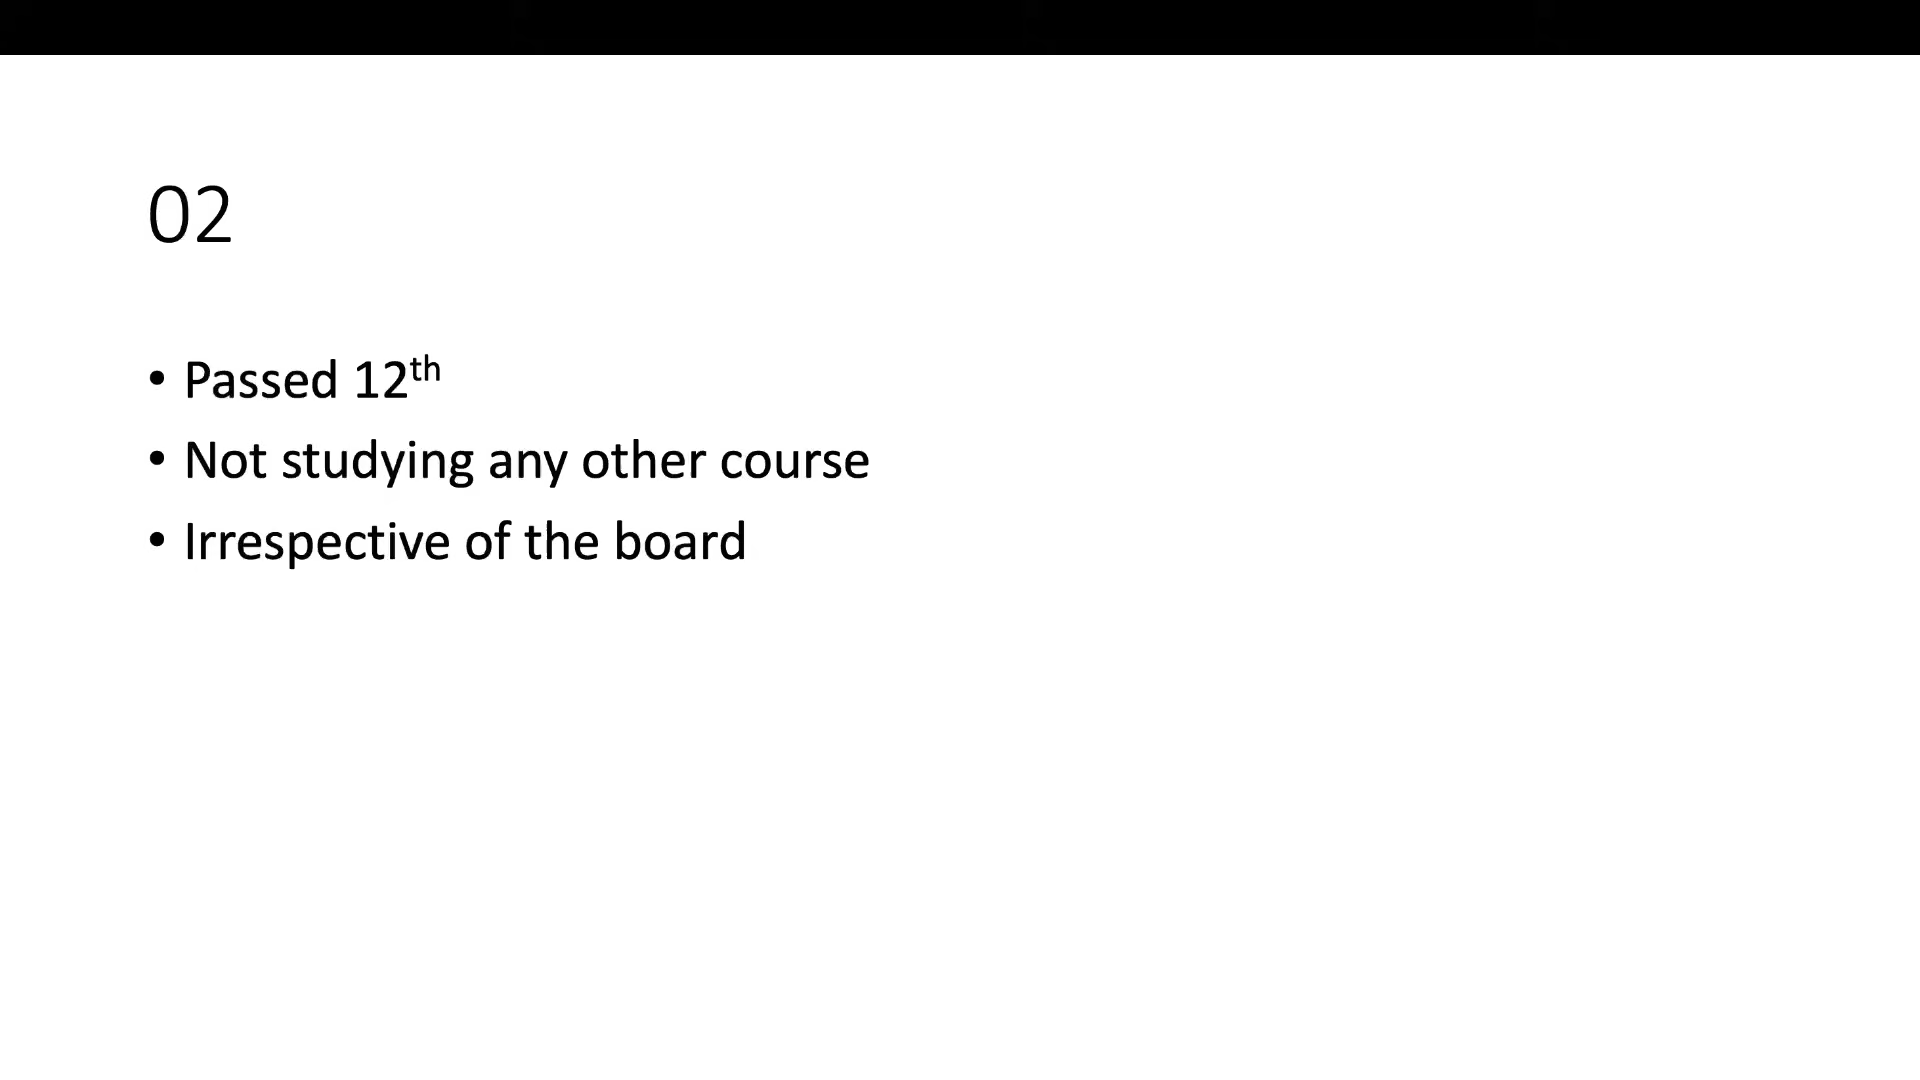 02
• Passed 12th
• Not studying any other course
• Irrespective of the board